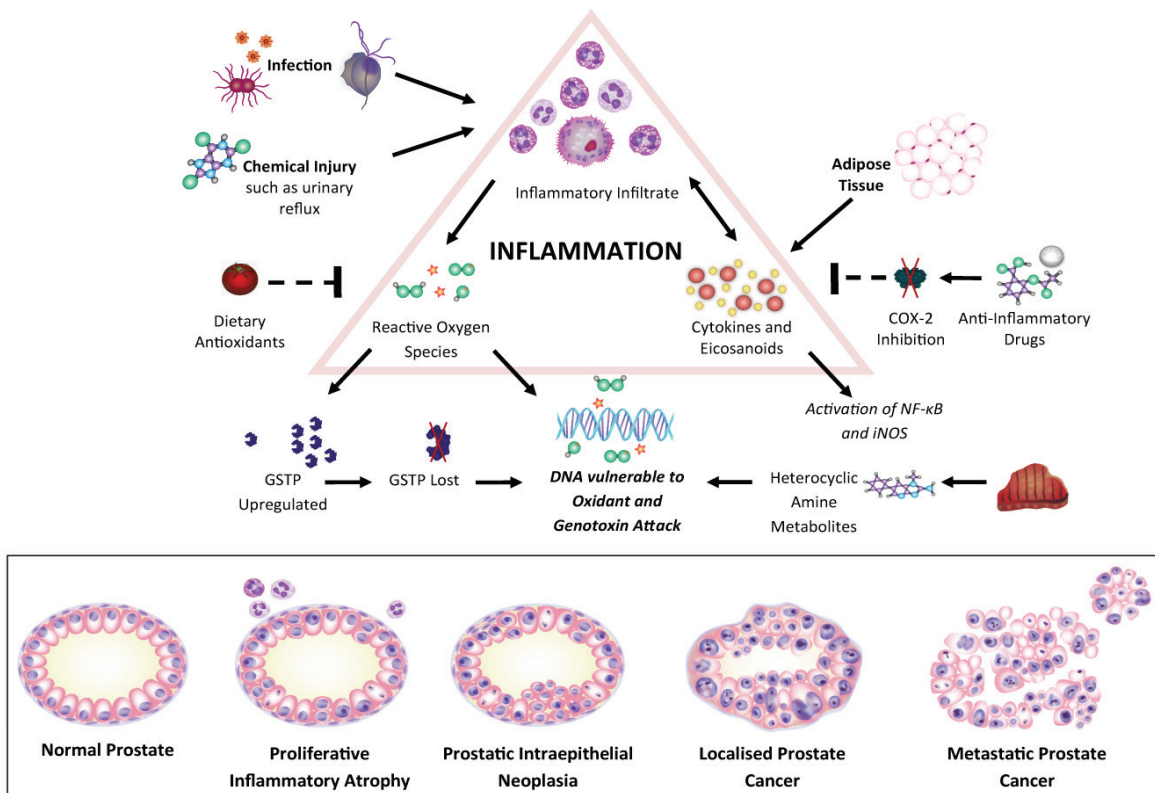 Infection
Chemical Injury
such as urinary
reflux
Inflammatory Infiltrate
Adipose
Tissue
INFLAMMATION
Dietary
Antioxidants
Reactive Oxygen
Species
Cytokines and
Eicosanoids
COX-2
Inhibition
Anti-Inflammatory
Drugs
Activation of NF-κB
and iNOS
GSTP
Upregulated
GSTP Lost
DNA vulnerable to
Oxidant and
Genotoxin Attack
Heterocyclic
Amine
Metabolites
Normal Prostate
Proliferative
Inflammatory Atrophy
Prostatic Intraepithelial
Neoplasia
Localised Prostate
Cancer
Metastatic Prostate
Cancer